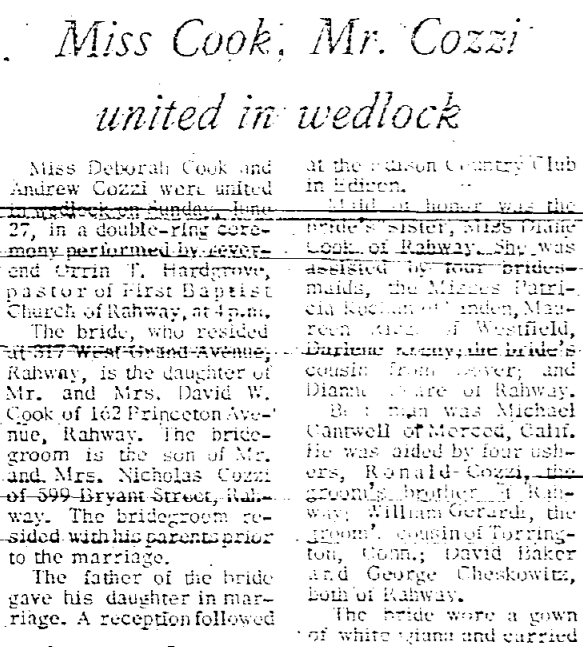 Miss Cook, Mr. Cozzi
united in wedlock
Miss Deborah Cook and
Andrew Cozzi were united
in wedlock on Sunday, June
27, in a double-ring cere-
mony performed by Rever-
end Orrin T. Hardgrove,
pastor of First Baptist
Church of Rahway, at 4 p.m.
The bride, who resided
at 317 West Grand Avenue,
Rahway, is the daughter of
Mr. and Mrs. David W.
Cook of 162 Princeton Ave-
nue, Rahway. The bride-
groom is the son of Mr.
and Mrs. Nicholas Cozzi
of 599 Bryant Street, Rah-
way. The bridegroom re-
sided with his parents prior
to the marriage.
The father of the bride
gave his daughter in mar-
riage. A reception followed
at the Edison Country Club
in Edison.
Maid of honor was the
bride's sister, Miss Diane
Cook of Rahway. She was
assisted by four brides-
maids, the Misses Patri-
cia of Linden, Mau-
reen of Westfield,
Darlene the bride's
cousin from and
Dianne of Rahway.
Best man was Michael
Cantwell of Merced, Calif.
He was aided by four ush-
ers, Ronald Cozzi, the
groom's brother of Rah-
way; William Gerardi, the
groom's cousin of Torring-
ton, Conn.; David Baker
and George Cheskowitz,
both of Rahway.
The bride wore a gown
of white qiana and carried